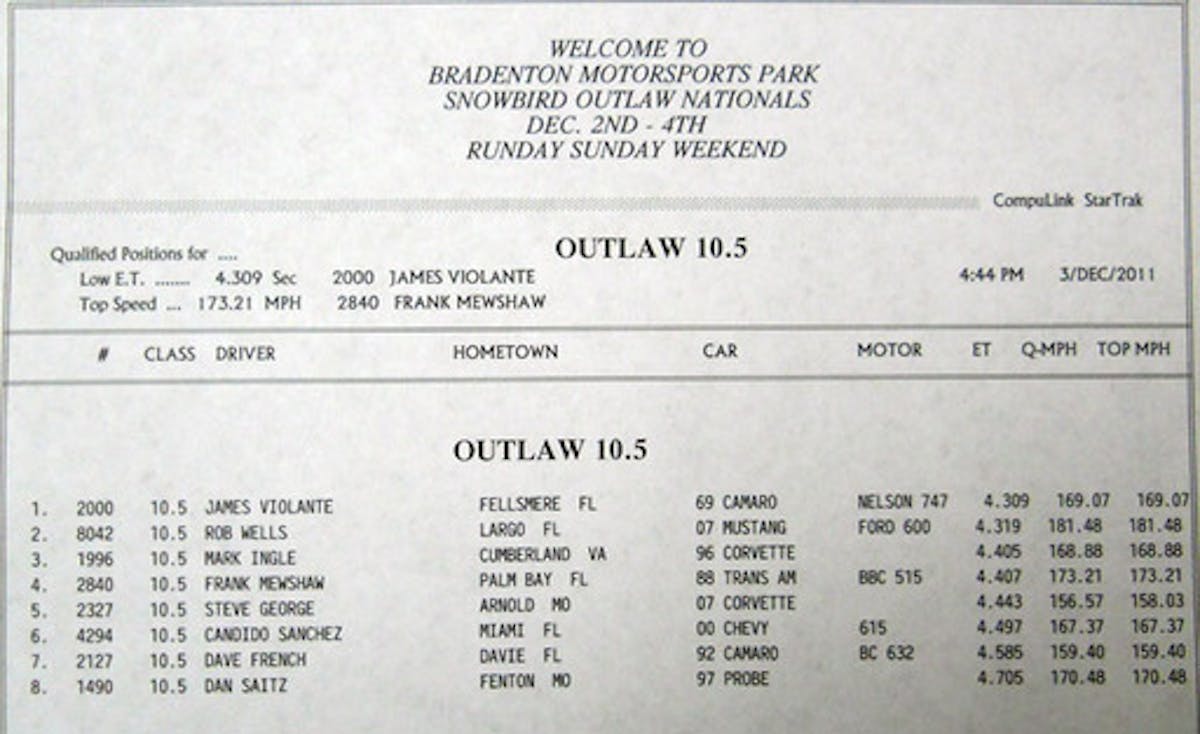 WELCOME TO
BRADENTON MOTORSPORTS PARK
SNOWBIRD OUTLAW NATIONALS
DEC. 2ND - 4TH
RUNDAY SUNDAY WEEKEND
CompuLink StarTrak
Qualified Positions for .... OUTLAW 10.5
Low E.T. ....... 4.309 Sec 2000 JAMES VIOLANTE 4:44 PM 3/DEC/2011
Top Speed ... 173.21 MPH 2840 FRANK MEWSHAW
# CLASS DRIVER HOMETOWN CAR MOTOR ET Q-MPH TOP MPH
OUTLAW 10.5
1. 2000 10.5 JAMES VIOLANTE FELLSMERE FL 69 CAMARO NELSON 747 4.309 169.07 169.07
2. 8042 10.5 ROB WELLS LARGO FL 07 MUSTANG FORD 600 4.319 181.48 181.48
3. 1996 10.5 MARK INGLE CUMBERLAND VA 96 CORVETTE 4.405 168.88 168.88
4. 2840 10.5 FRANK MEWSHAW PALM BAY FL 88 TRANS AM BBC 515 4.407 173.21 173.21
5. 2327 10.5 STEVE GEORGE ARNOLD MO 07 CORVETTE 4.443 156.57 158.03
6. 4294 10.5 CANDIDO SANCHEZ MIAMI FL 00 CHEVY 615 4.497 167.37 167.37
7. 2127 10.5 DAVE FRENCH DAVIE FL 92 CAMARO BC 632 4.585 159.40 159.40
8. 1490 10.5 DAN SAITZ FENTON MO 97 PROBE 4.705 170.48 170.48